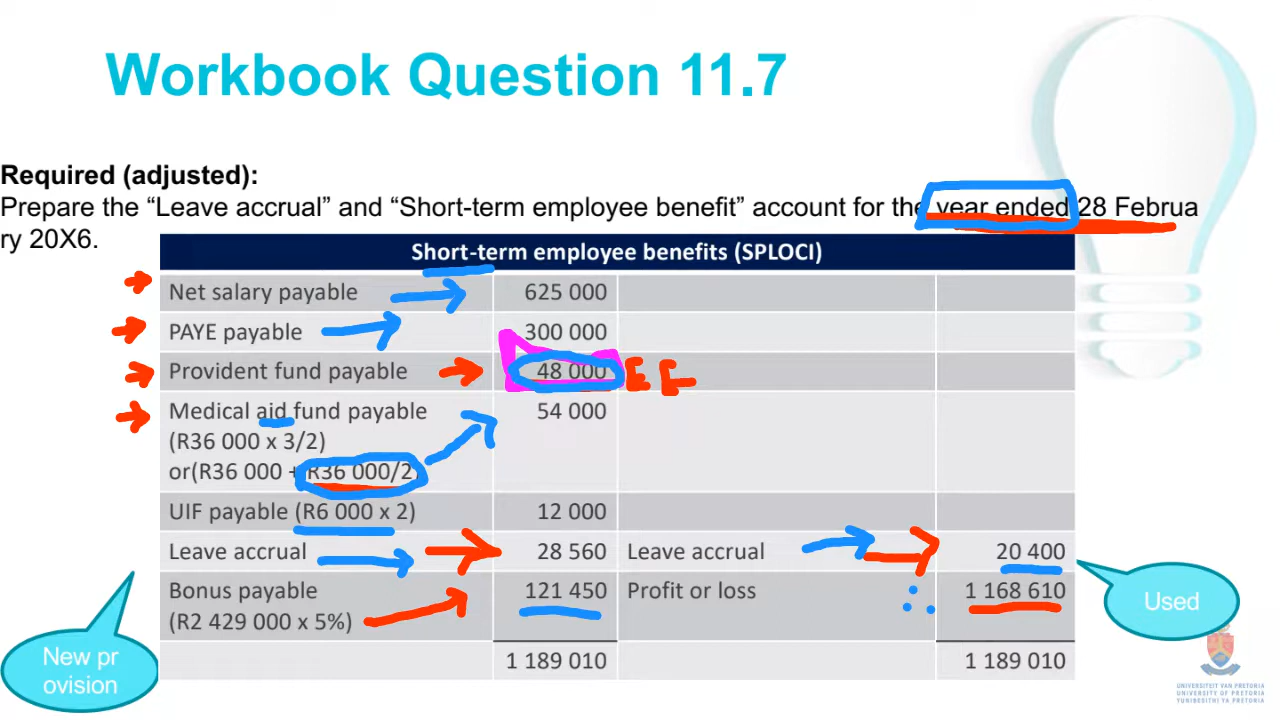 Workbook Question 11.7
Required (adjusted):
Prepare the “Leave accrual” and “Short-term employee benefit” account for the year ended 28 Februa
ry 20X6.
Short-term employee benefits (SPLOCI)
Net salary payable 625 000
PAYE payable 300 000
Provident fund payable 48 000 EE
Medical aid fund payable 54 000
(R36 000 x 3/2)
or(R36 000 + R36 000/2)
UIF payable (R6 000 x 2) 12 000
Leave accrual 28 560 Leave accrual 20 400
Bonus payable 121 450 Profit or loss 1 168 610
(R2 429 000 x 5%)
1 189 010 1 189 010
New pr
ovision
Used
UNIVERSITEIT VAN PRETORIA
UNIVERSITY OF PRETORIA
YUNIBESITHI YA PRETORIA